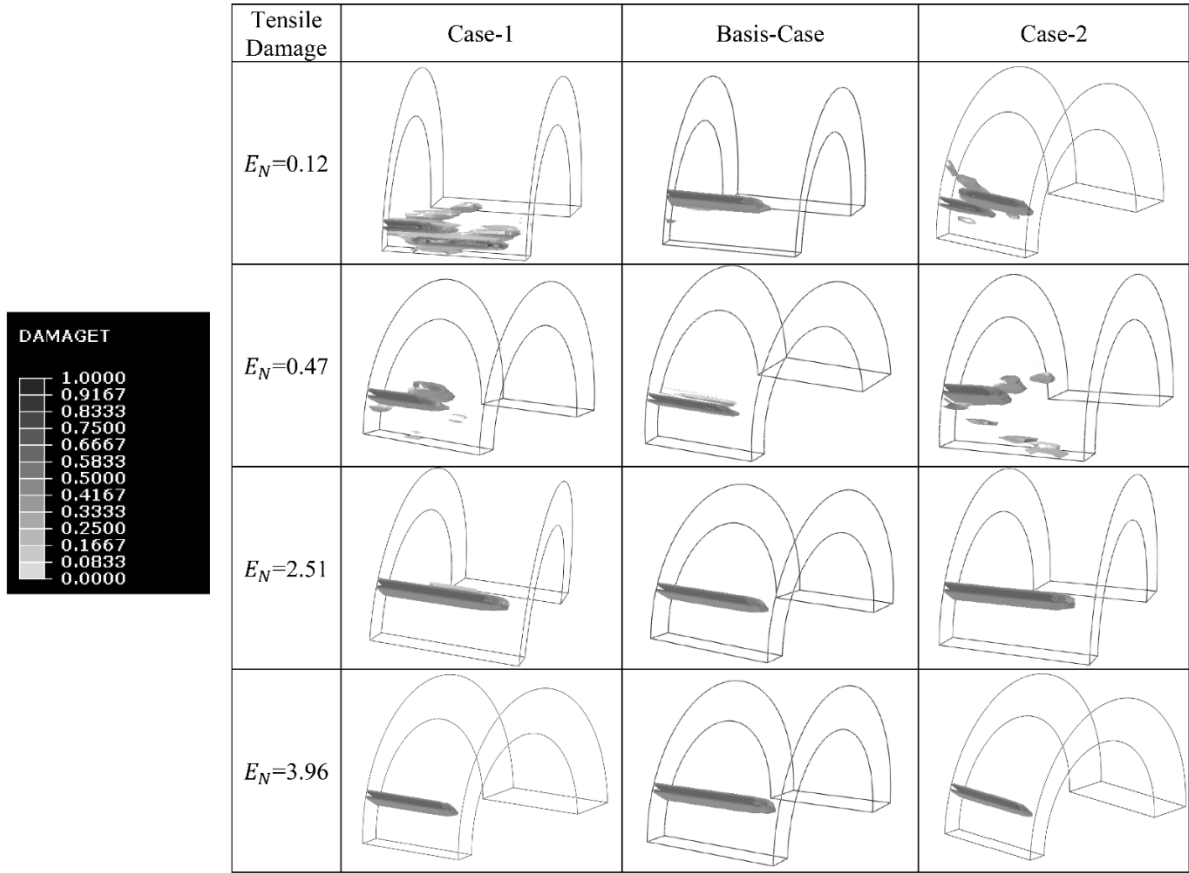 Tensile
Damage
Case-1
Basis-Case
Case-2
E_N=0.12
E_N=0.47
DAMAGET
1.0000
0.9167
0.8333
0.7500
0.6667
0.5833
0.5000
0.4167
0.3333
0.2500
0.1667
0.0833
0.0000
E_N=2.51
E_N=3.96